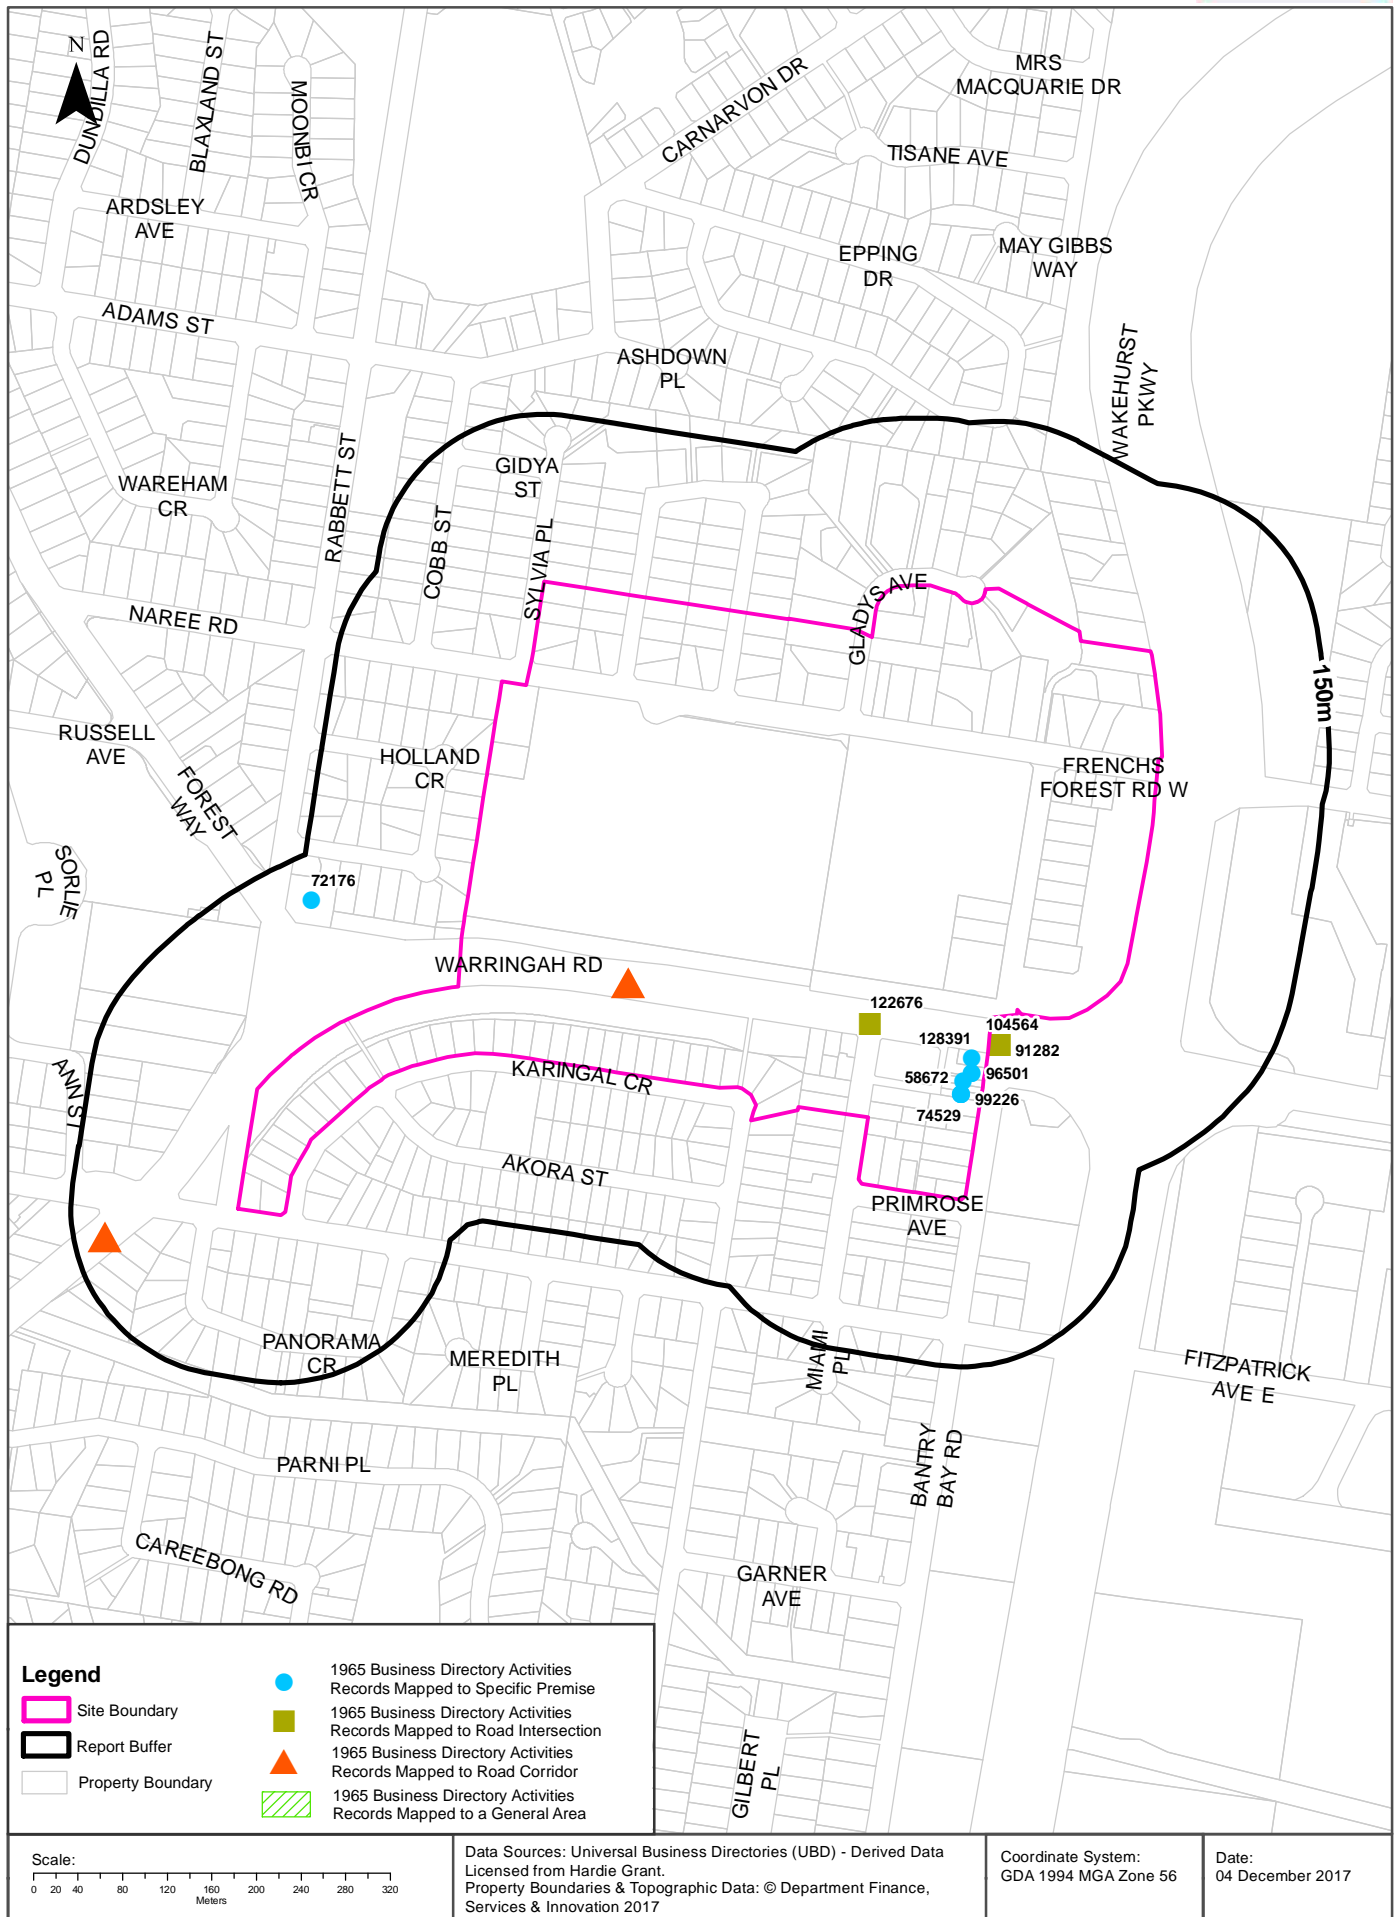 N
DUNDILLA RD
BLAXLAND ST
MOONBI CR
CARNARVON DR
MRS
MACQUARIE DR
TISANE AVE
ARDSLEY
AVE
EPPING
DR
MAY GIBBS
WAY
ADAMS ST
ASHDOWN
PL
WAKEHURST
PKWY
GIDYA
ST
WAREHAM
CR
RABBETT ST
COBB ST
SYLVIA PL
GLADYS AVE
NAREE RD
150m
RUSSELL
AVE
HOLLAND
CR
FRENCHS
FOREST RD W
FOREST
WAY
SORLIE
PL
72176
WARRINGAH RD
122676
104564
128391
91282
58672
96501
99226
74529
KARINGAL CR
ANN ST
AKORA ST
PRIMROSE
AVE
PANORAMA
CR
MEREDITH
PL
MIAMI
PL
FITZPATRICK
AVE E
BANTRY
BAY RD
PARNI PL
CAREEBONG RD
GARNER
AVE
GILBERT
PL
Legend
Site Boundary
Report Buffer
Property Boundary
1965 Business Directory Activities
Records Mapped to Specific Premise
1965 Business Directory Activities
Records Mapped to Road Intersection
1965 Business Directory Activities
Records Mapped to Road Corridor
1965 Business Directory Activities
Records Mapped to a General Area
Scale:
0 20 40 80 120 160 200 240 280 320
Meters
Data Sources: Universal Business Directories (UBD) - Derived Data
Licensed from Hardie Grant.
Property Boundaries & Topographic Data: © Department Finance,
Services & Innovation 2017
Coordinate System:
GDA 1994 MGA Zone 56
Date:
04 December 2017